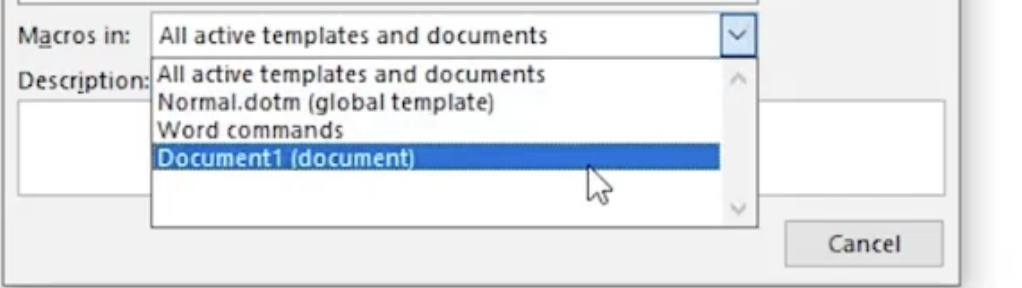 Macros in: All active templates and documents
Description: All active templates and documents
Normal.dotm (global template)
Word commands
Document1 (document)
Cancel